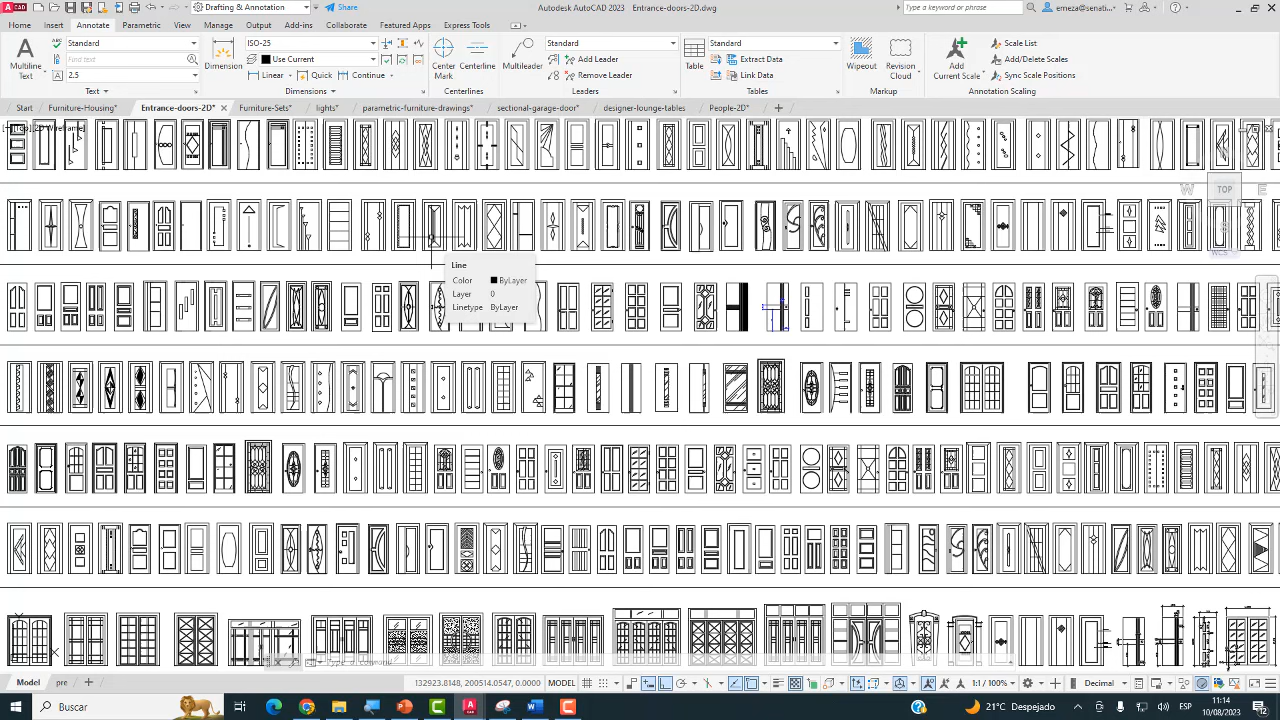 CAD
Drafting & Annotation
Share
Autodesk AutoCAD 2023
Entrance-doors-2D.dwg
Type a keyword or phrase
emeza@senati...
Home
Insert
Annotate
Parametric
View
Manage
Output
Add-ins
Collaborate
Featured Apps
Express Tools
Multiline
Text
Standard
Find text
2.5
Text
Dimension
ISO-25
Use Current
Linear
Quick
Continue
Dimensions
Center
Mark
Centerline
Centerlines
Multileader
Standard
Add Leader
Remove Leader
Leaders
Table
Standard
Extract Data
Link Data
Tables
Wipeout
Revision
Cloud
Markup
Add
Current Scale
Scale List
Add/Delete Scales
Sync Scale Positions
Annotation Scaling
Start
Furniture-Housing*
Entrance-doors-2D*
Furniture-Sets*
lights*
parametric-furniture-drawings*
sectional-garage-door*
designer-lounge-tables
People-2D*
[-][Top][2D Wireframe]
W
TOP
E
S
WCS
Line
Color
ByLayer
Layer
0
Linetype
ByLayer
Type a command
Model
pre
132923.8148, 200514.0547, 0.0000
MODEL
1:1 / 100%
Decimal
Buscar
21°C Despejado
ESP
11:14
10/08/2023